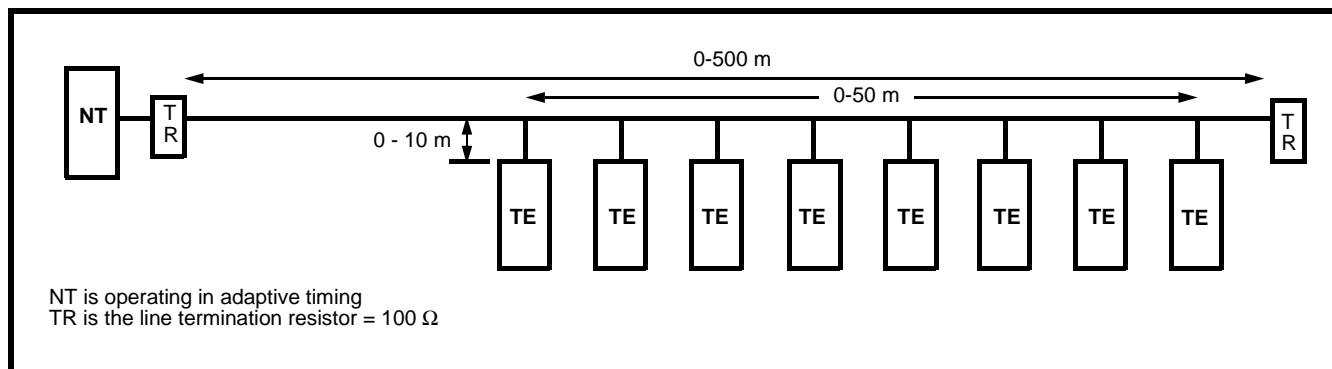 0-500 m
0-50 m
NT
T
R
T
R
0 - 10 m
TE
TE
TE
TE
TE
TE
TE
TE
NT is operating in adaptive timing
TR is the line termination resistor = 100 Ω